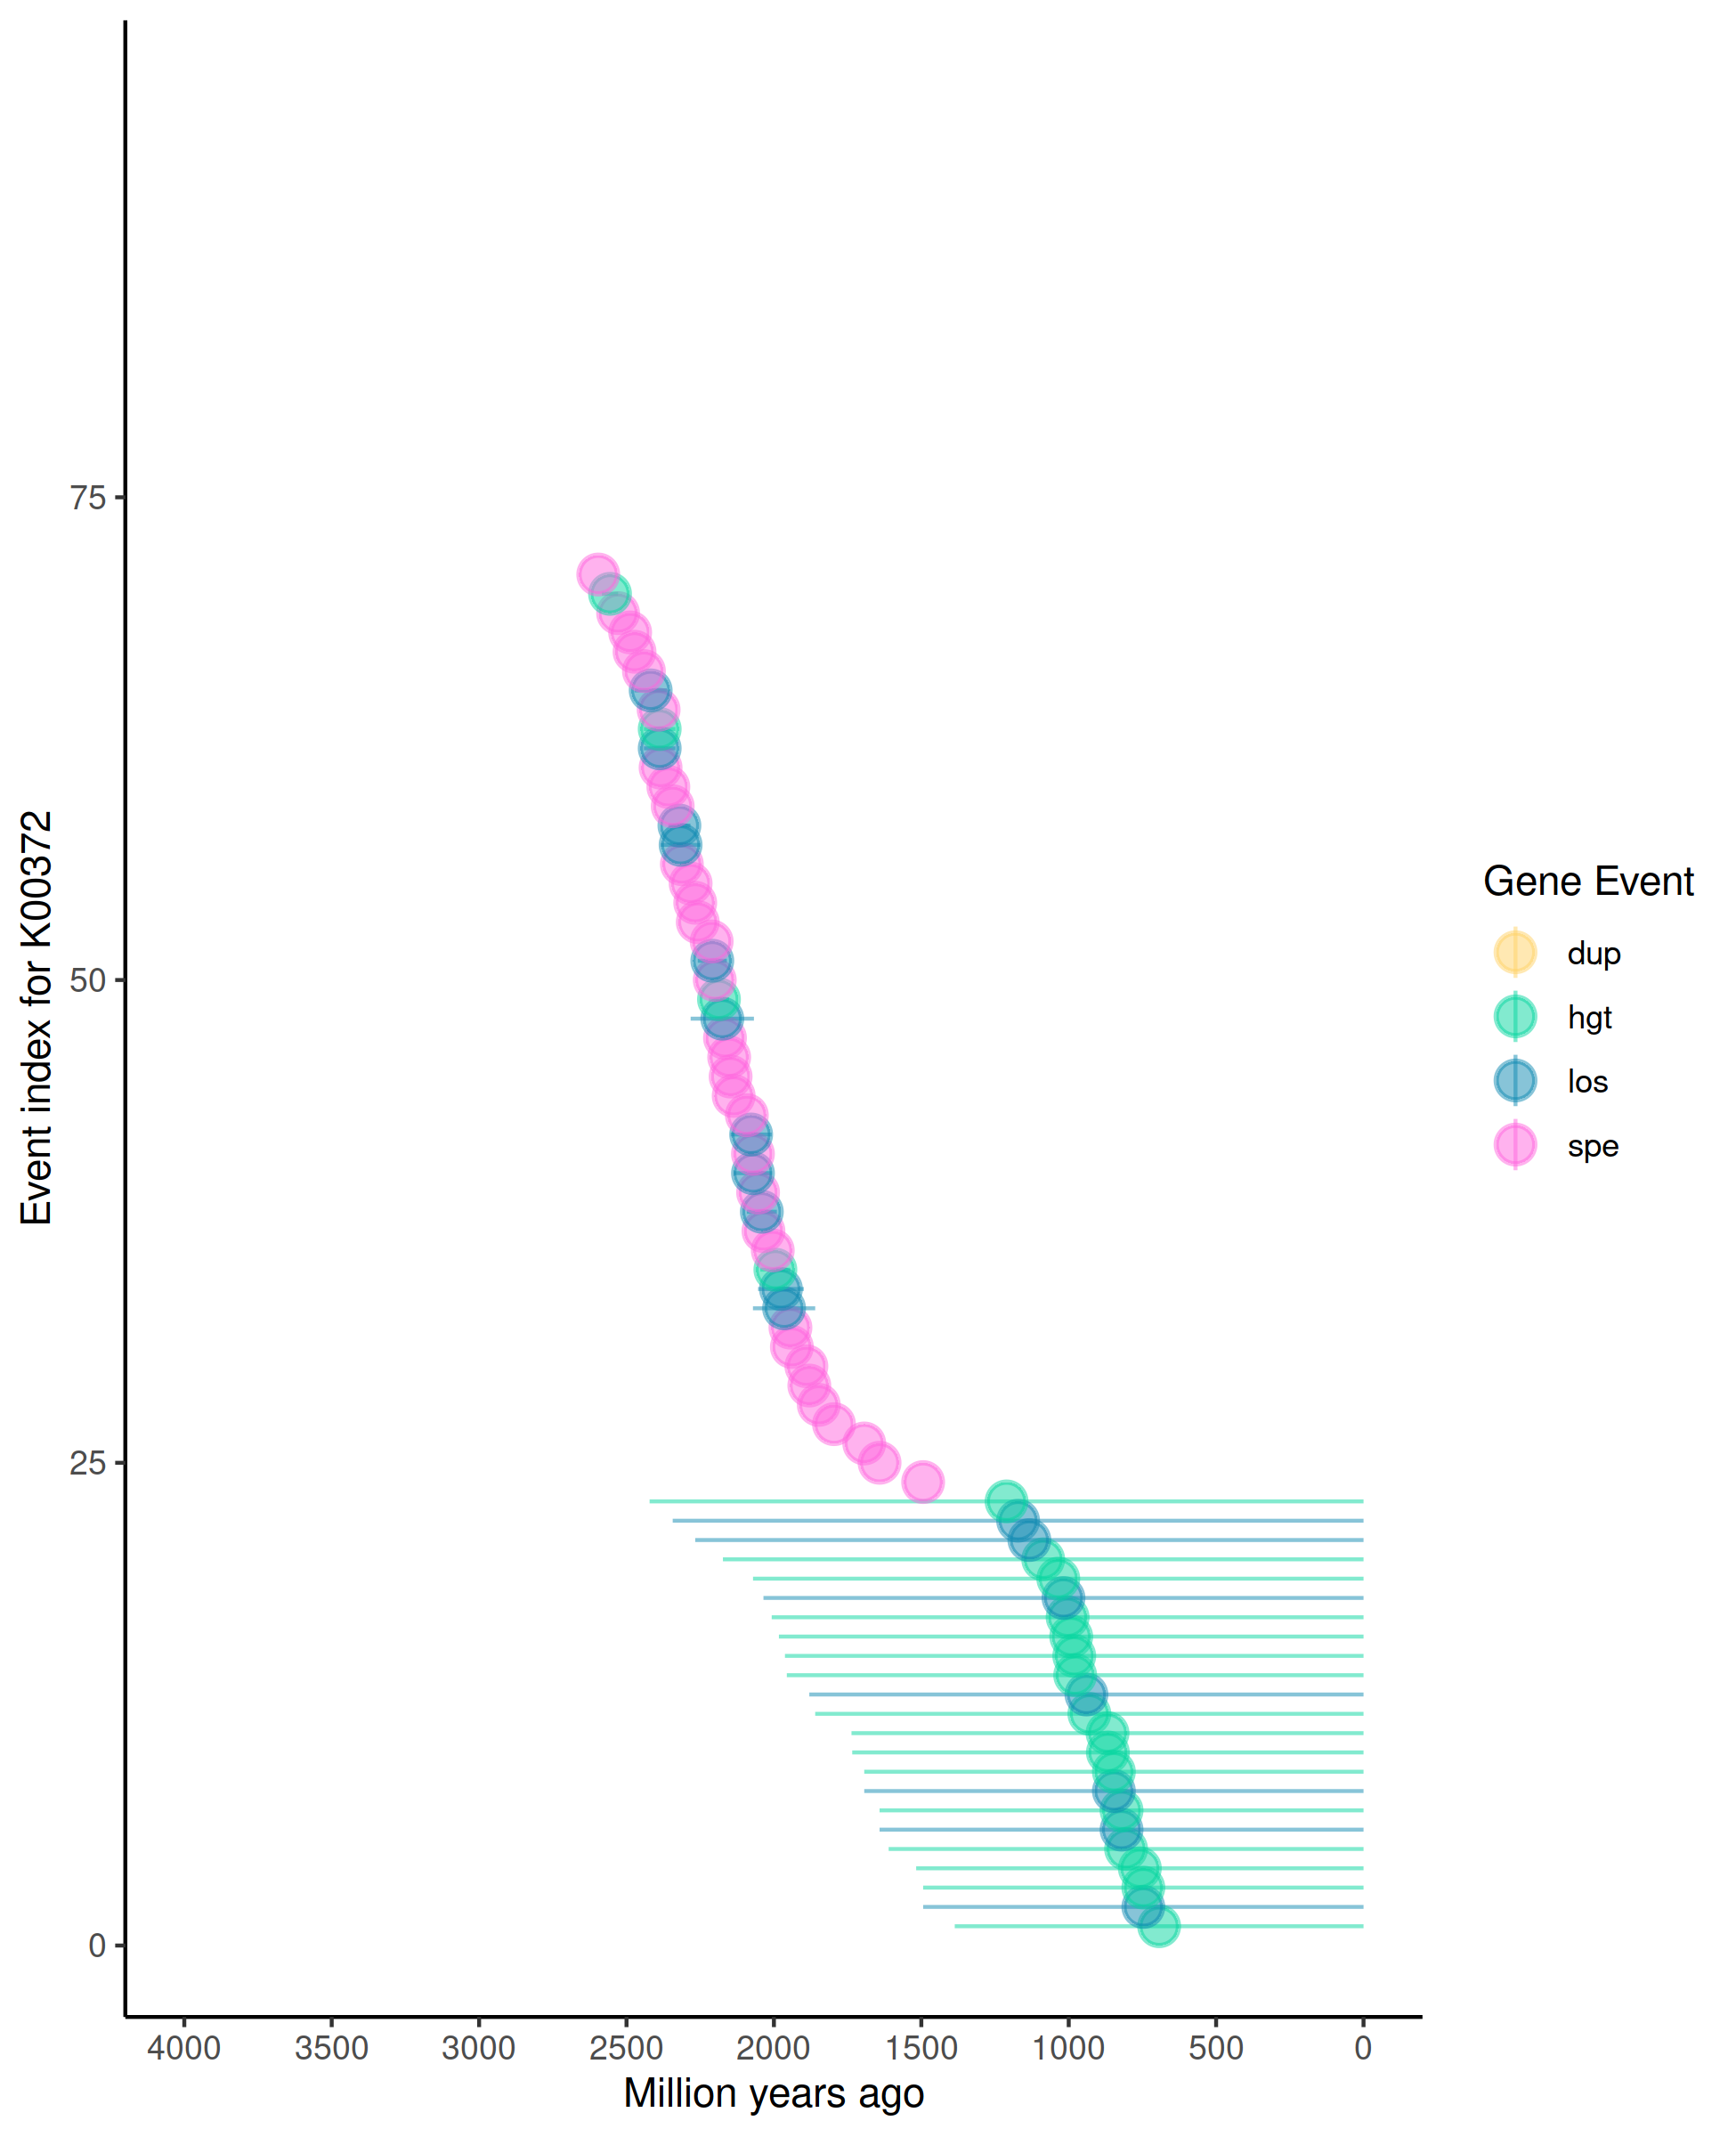 75
50
25
0
Event index for K00372
4000 3500 3000 2500 2000 1500 1000 500 0
Million years ago
Gene Event
dup
hgt
los
spe